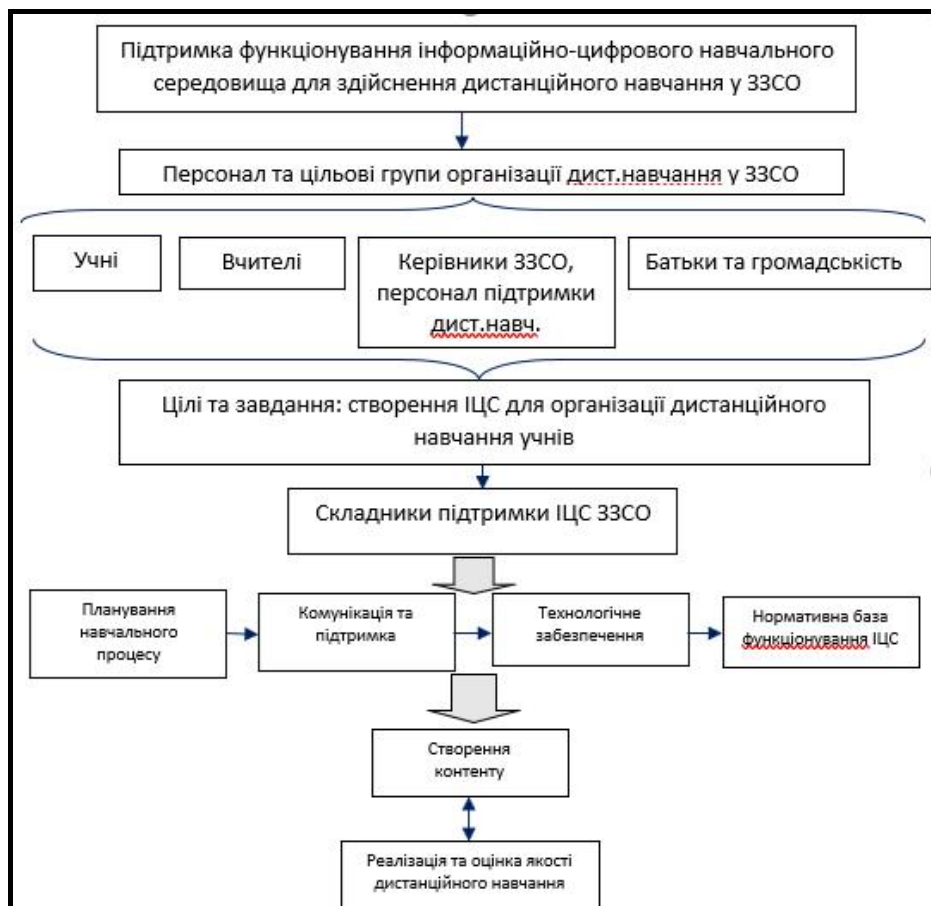 Підтримка функціонування інформаційно-цифрового навчального
середовища для здійснення дистанційного навчання у ЗЗСО
Персонал та цільові групи організації дист.навчання у ЗЗСО
Учні
Вчителі
Керівники ЗЗСО,
персонал підтримки
дист.навч.
Батьки та громадськість
Цілі та завдання: створення ІЦС для організації дистанційного
навчання учнів
Складники підтримки ІЦС ЗЗСО
Планування
навчального
процесу
Комунікація та
підтримка
Технологічне
забезпечення
Нормативна база
функціонування ІЦС
Створення
контенту
Реалізація та оцінка якості
дистанційного навчання